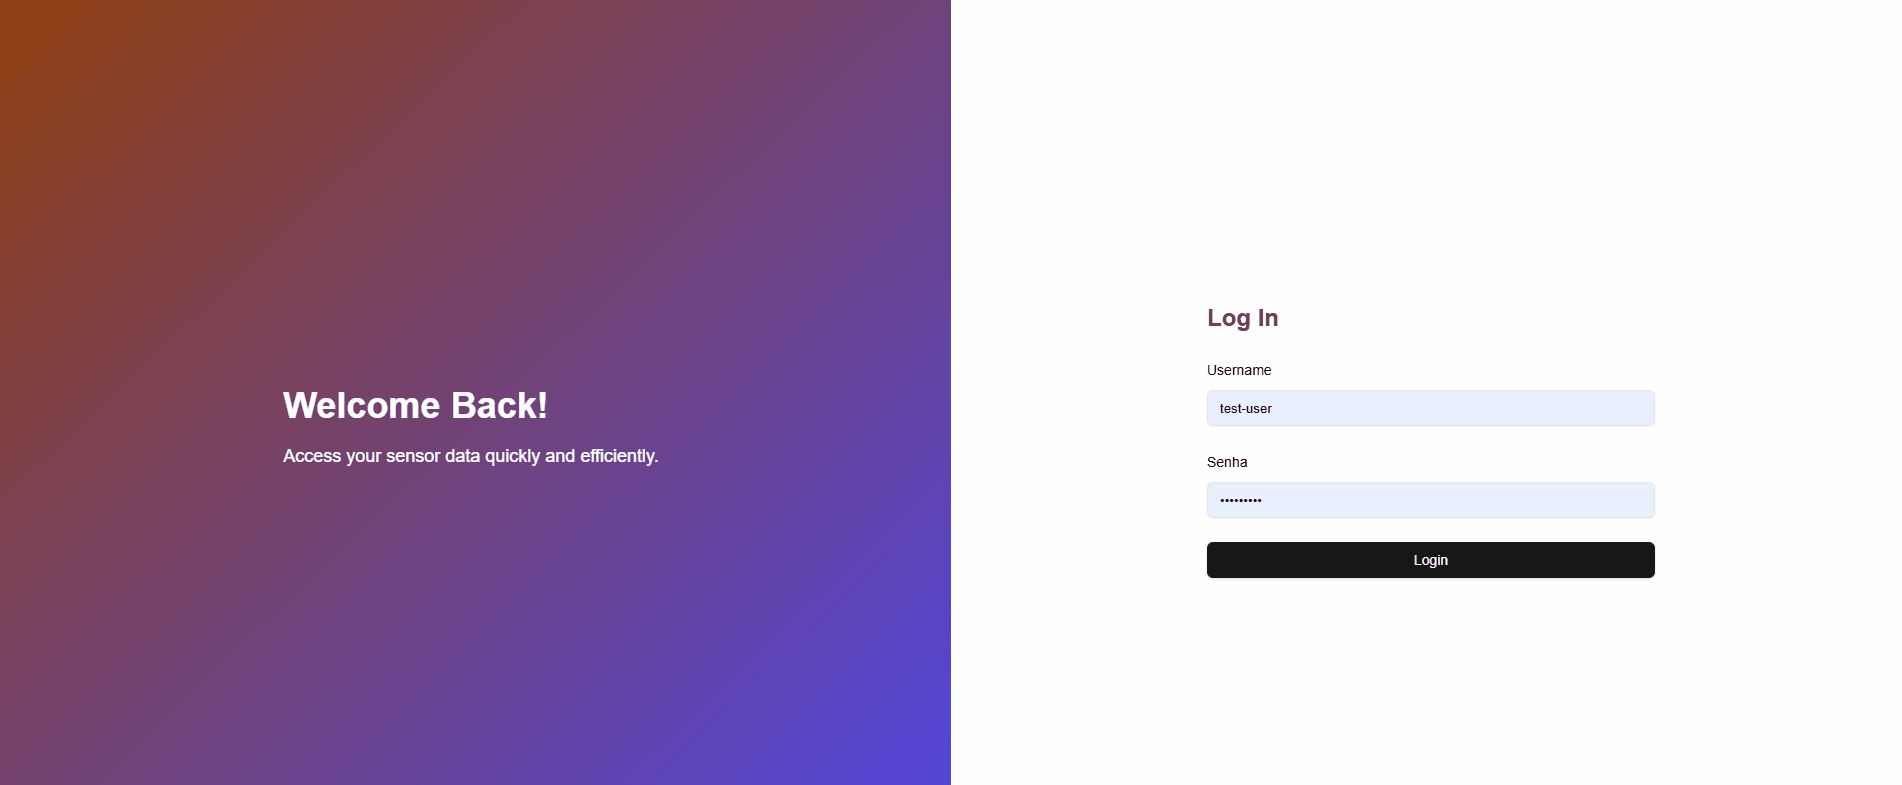 Welcome Back!
Access your sensor data quickly and efficiently.
Log In
Username
test-user
Senha
•••••••••
Login